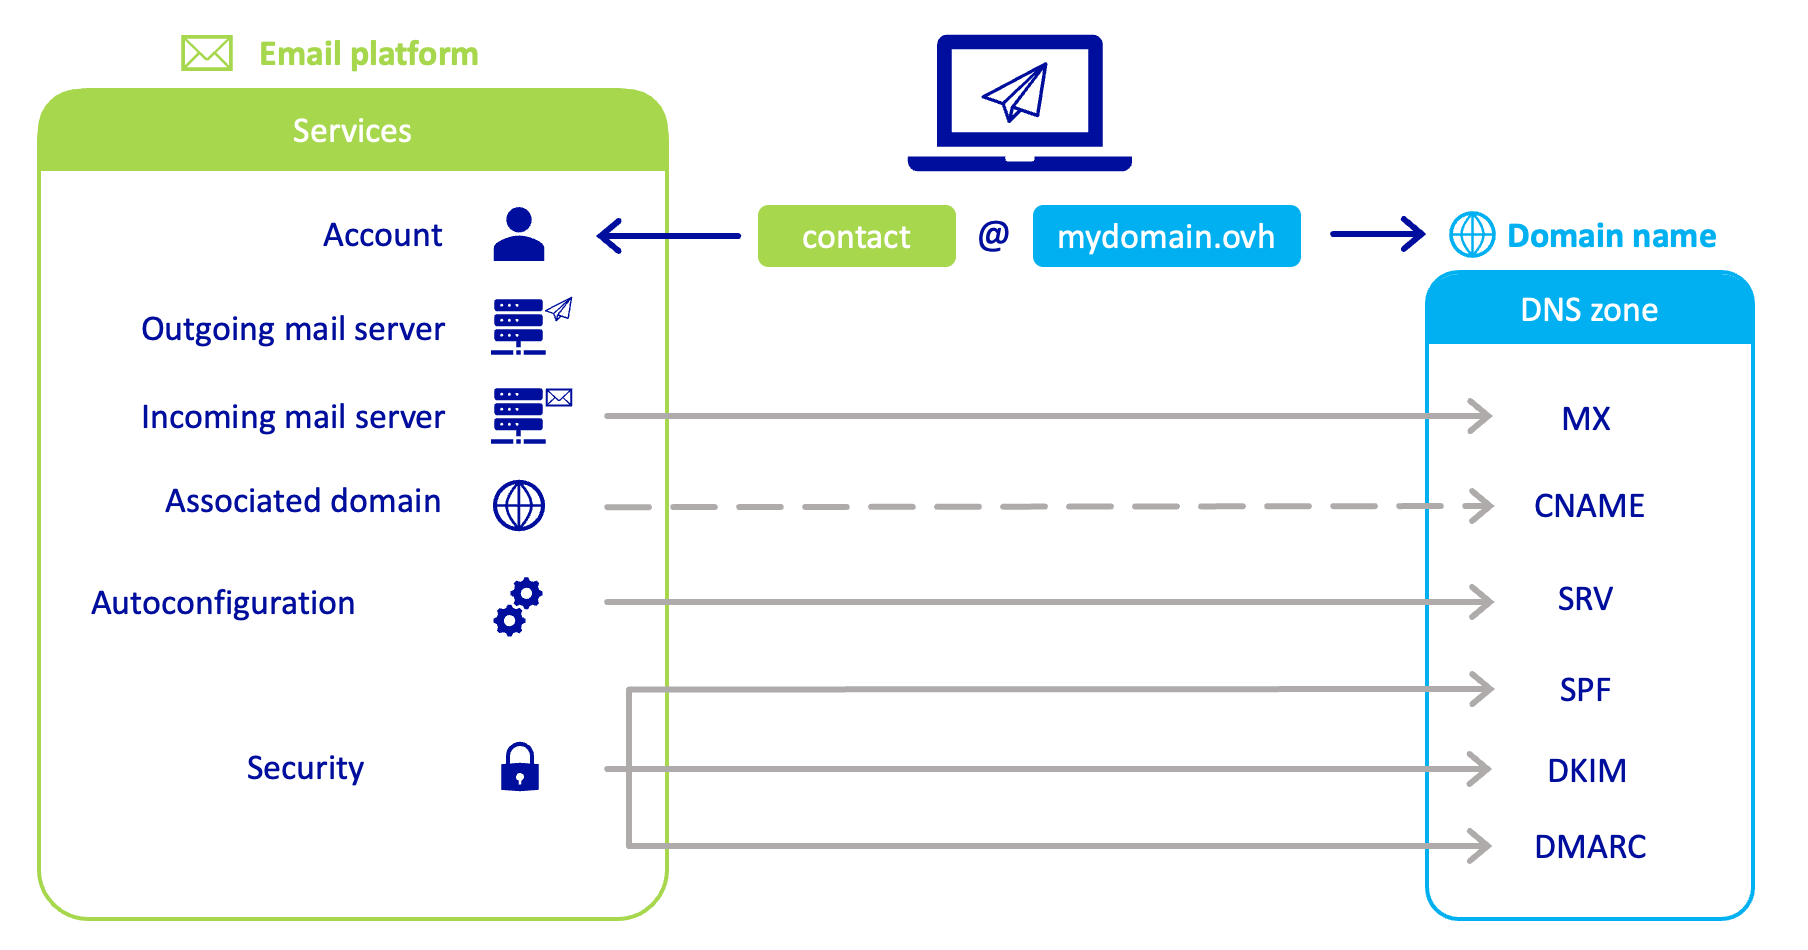 Email platform
Services
Account
contact @ mydomain.ovh
Domain name
DNS zone
Outgoing mail server
Incoming mail server
MX
Associated domain
CNAME
Autoconfiguration
SRV
SPF
Security
DKIM
DMARC